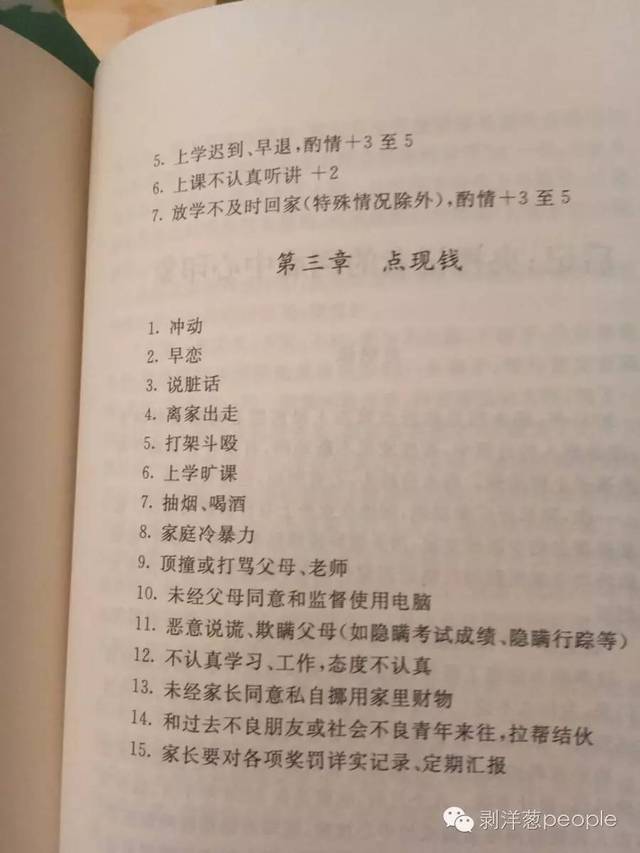 5. 上学迟到、早退,酌情+3 至 5
6. 上课不认真听讲 +2
7. 放学不及时回家(特殊情况除外),酌情+3 至 5
第三章 点现钱
1. 冲动
2. 早恋
3. 说脏话
4. 离家出走
5. 打架斗殴
6. 上学旷课
7. 抽烟、喝酒
8. 家庭冷暴力
9. 顶撞或打骂父母、老师
10. 未经父母同意和监督使用电脑
11. 恶意说谎、欺瞒父母(如隐瞒考试成绩、隐瞒行踪等)
12. 不认真学习、工作,态度不认真
13. 未经家长同意私自挪用家里财物
14. 和过去不良朋友或社会不良青年来往,拉帮结伙
15. 家长要对各项奖罚详实记录、定期汇报
剥洋葱people